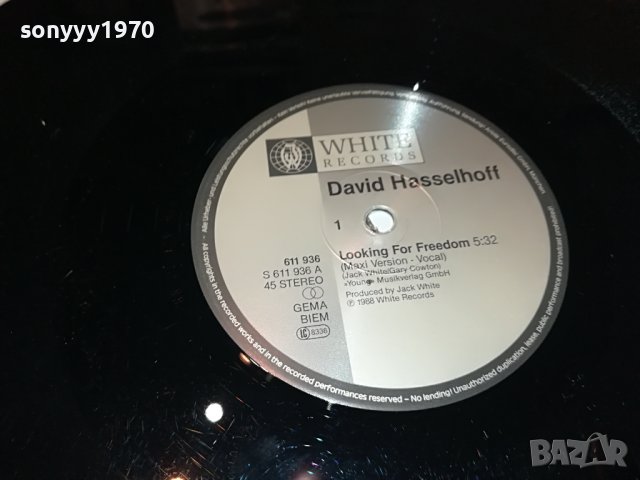 sonyyy1970
WHITE
RECORDS
David Hasselhoff
1
Looking For Freedom 5:32
(Maxi Version - Vocal)
(Jack White/Gary Cowton)
»Young« Musikverlag GmbH
Produced by Jack White
Ⓟ 1988 White Records
611 936
S 611 936 A
45 STEREO
GEMA
BIEM
LC 8336
All copyrights in the recorded works and in the recorded performances reserved – No lending! Unauthorized duplication, lease, public performance and broadcast prohibited!
BAZAR